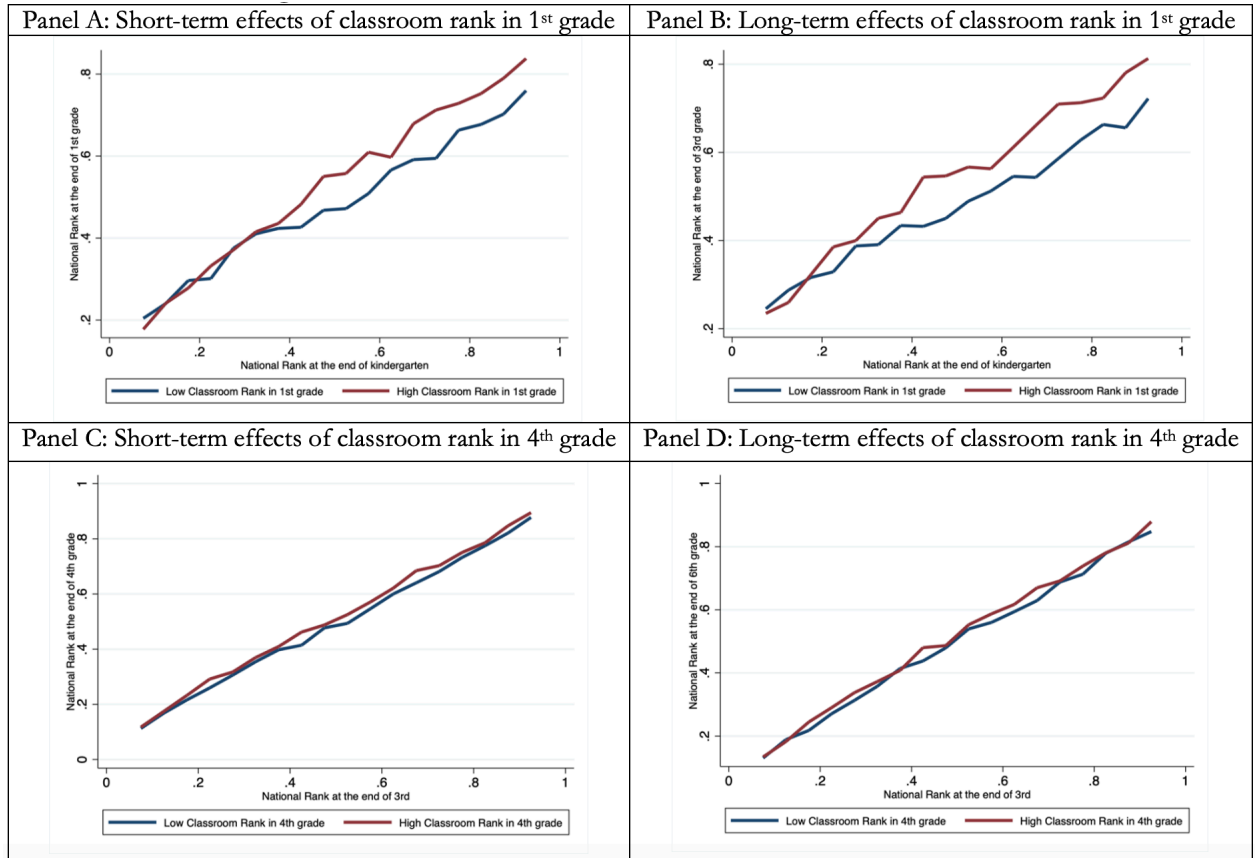 Panel A: Short-term effects of classroom rank in 1st grade
Panel B: Long-term effects of classroom rank in 1st grade
National Rank at the end of 1st grade
.8
.6
.4
.2
0
.2
.4
.6
.8
1
National Rank at the end of kindergarten
Low Classroom Rank in 1st grade
High Classroom Rank in 1st grade
National Rank at the end of 3rd grade
.8
.6
.4
.2
0
.2
.4
.6
.8
1
National Rank at the end of kindergarten
Low Classroom Rank in 1st grade
High Classroom Rank in 1st grade
Panel C: Short-term effects of classroom rank in 4th grade
Panel D: Long-term effects of classroom rank in 4th grade
National Rank at the end of 4th grade
1
.8
.6
.4
.2
0
0
.2
.4
.6
.8
1
National Rank at the end of 3rd
Low Classroom Rank in 4th grade
High Classroom Rank in 4th grade
National Rank at the end of 6th grade
1
.8
.6
.4
.2
0
.2
.4
.6
.8
1
National Rank at the end of 3rd
Low Classroom Rank in 4th grade
High Classroom Rank in 4th grade